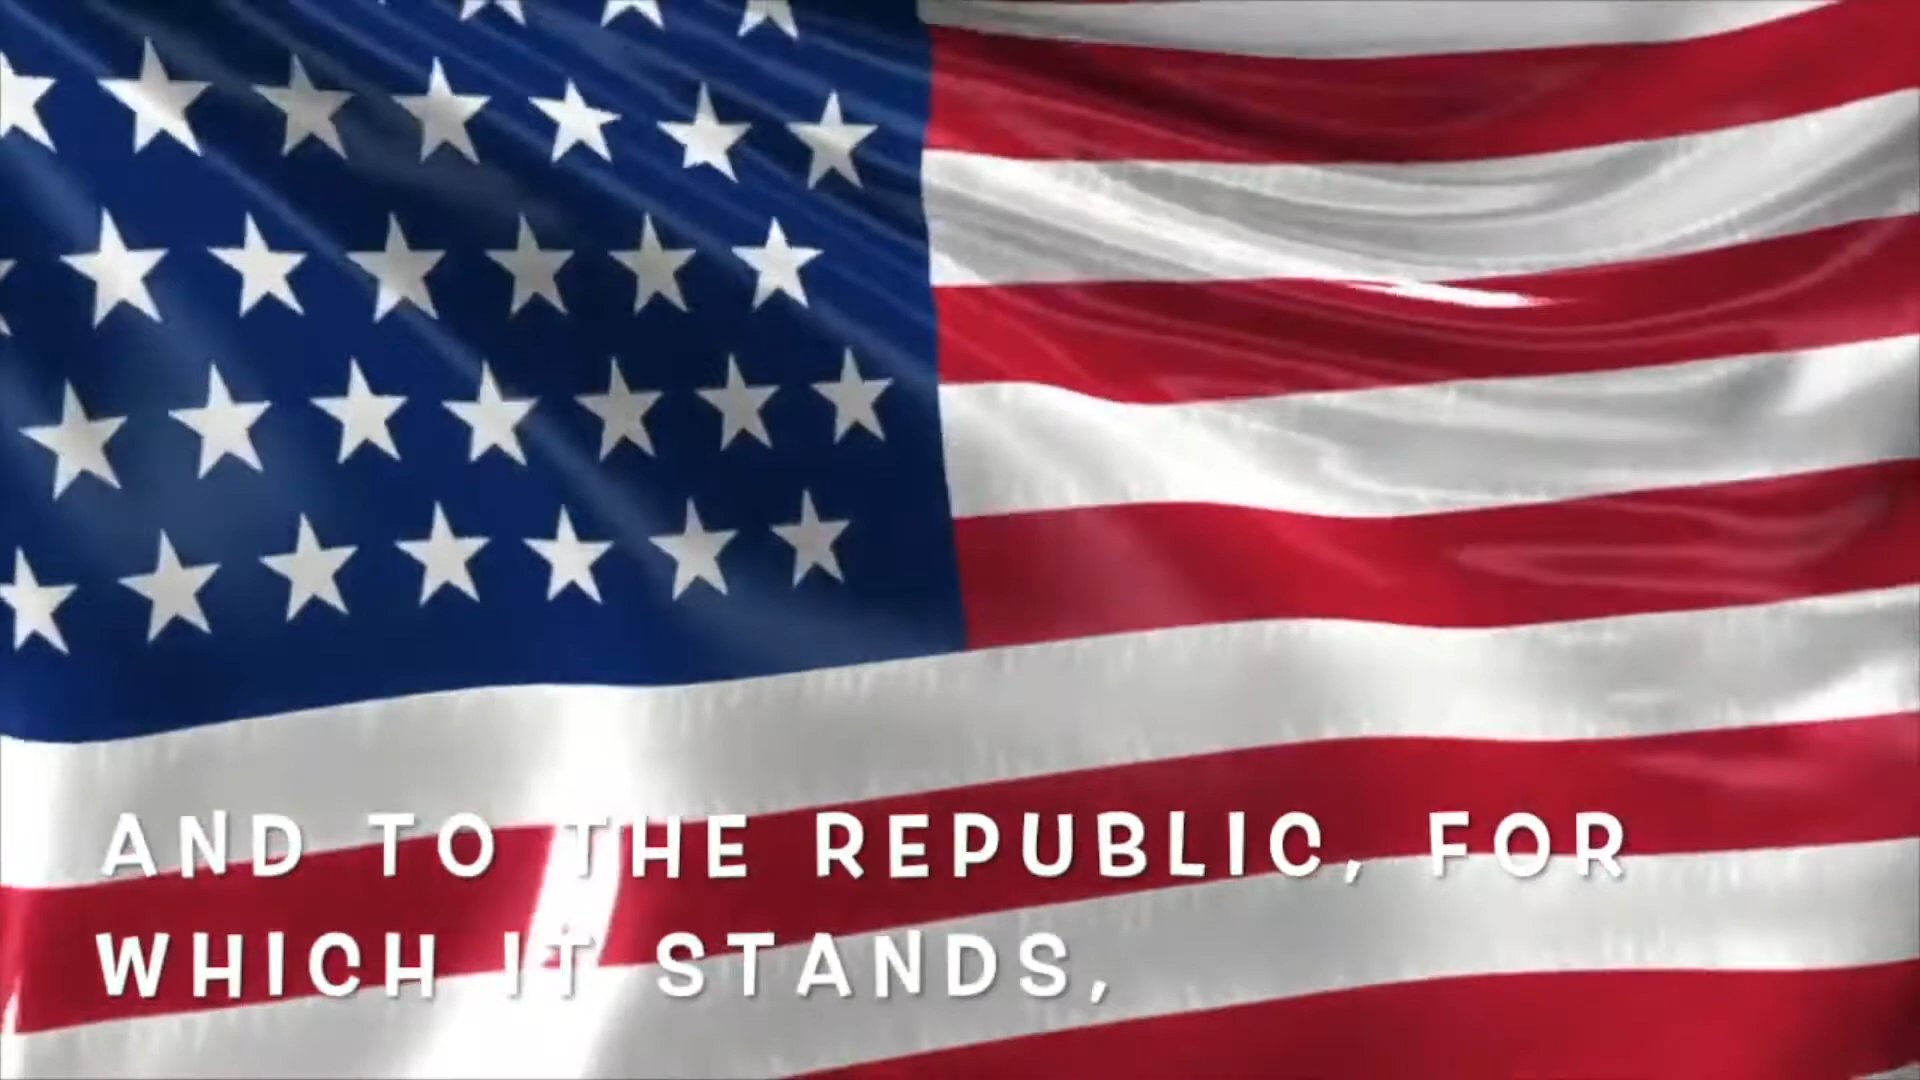 AND TO THE REPUBLIC, FOR
WHICH IT STANDS,